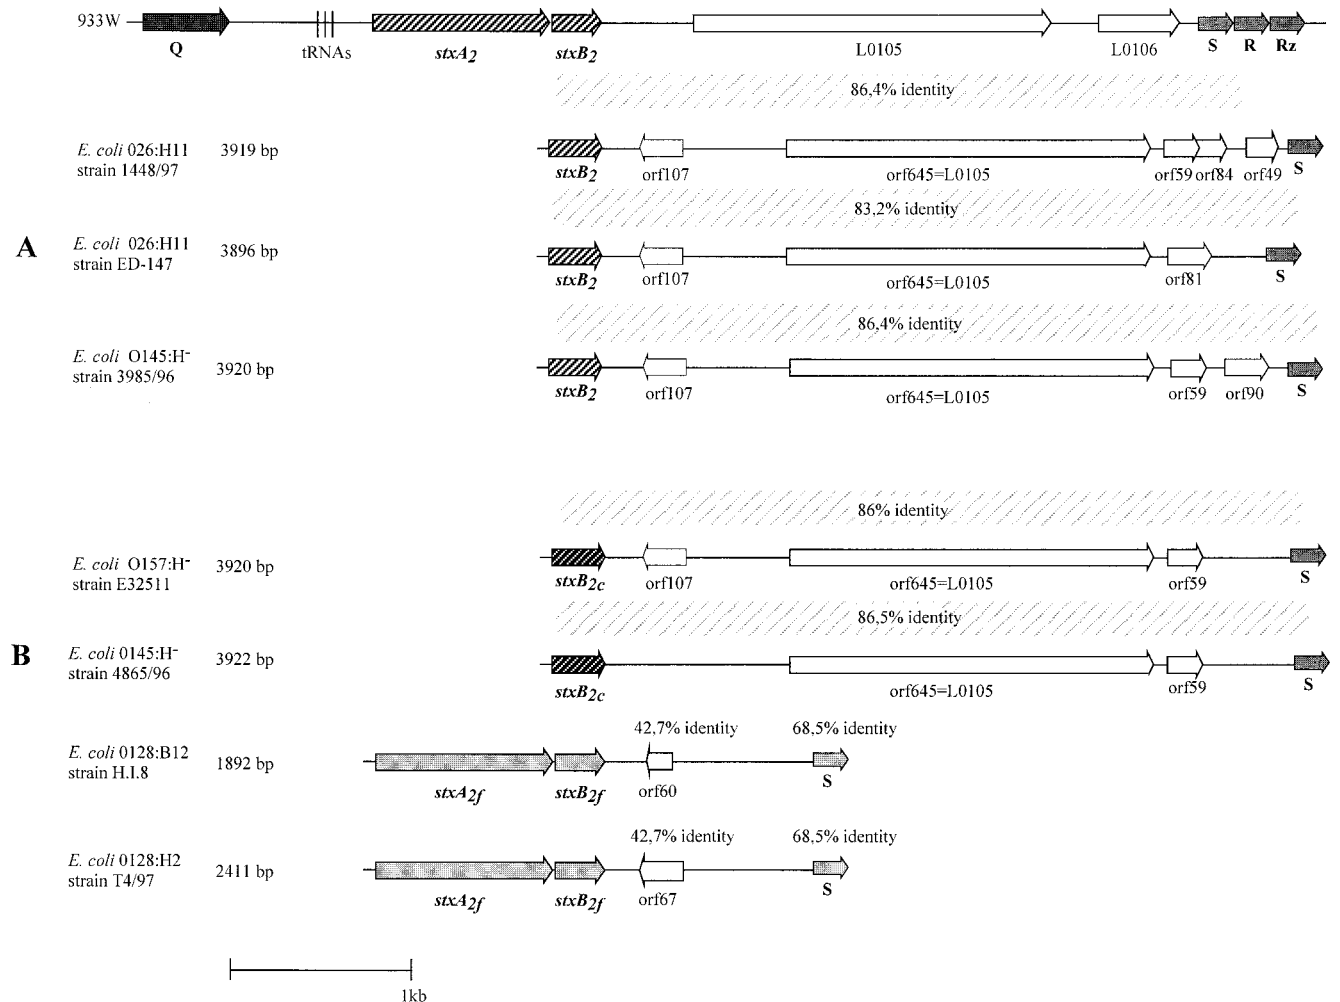 933W
Q
tRNAs
stxA2
stxB2
L0105
L0106
S
R
Rz
86,4% identity
E. coli 026:H11
strain 1448/97
3919 bp
stxB2
orf107
orf645=L0105
orf59
orf84
orf49
S
83,2% identity
A
E. coli 026:H11
strain ED-147
3896 bp
stxB2
orf107
orf645=L0105
orf81
S
86,4% identity
E. coli O145:H-
strain 3985/96
3920 bp
stxB2
orf107
orf645=L0105
orf59
orf90
S
86% identity
E. coli O157:H-
strain E32511
3920 bp
stxB2c
orf107
orf645=L0105
orf59
S
86,5% identity
B
E. coli 0145:H-
strain 4865/96
3922 bp
stxB2c
orf645=L0105
orf59
S
42,7% identity
68,5% identity
E. coli 0128:B12
strain H.I.8
1892 bp
stxA2f
stxB2f
orf60
S
42,7% identity
68,5% identity
E. coli 0128:H2
strain T4/97
2411 bp
stxA2f
stxB2f
orf67
S
1kb